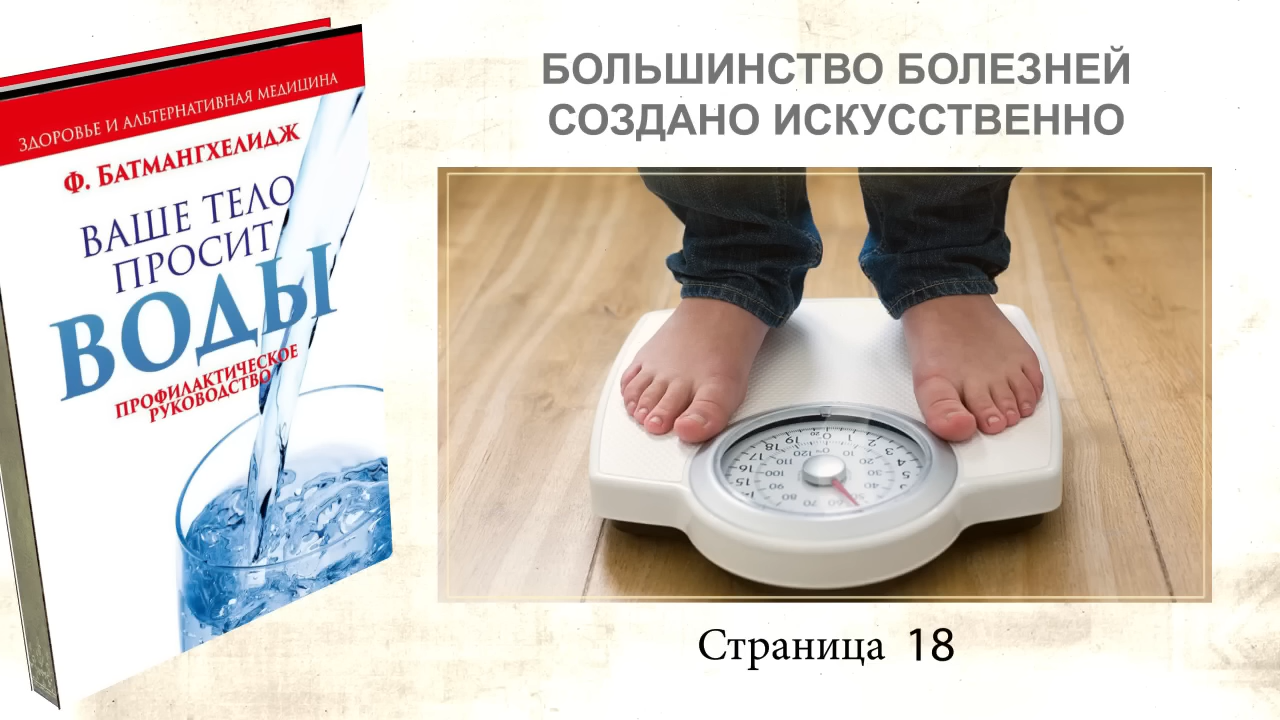 ЗДОРОВЬЕ И АЛЬТЕРНАТИВНАЯ МЕДИЦИНА
Ф. БАТМАНГХЕЛИДЖ
ВАШЕ ТЕЛО
ПРОСИТ
ВОДЫ
ПРОФИЛАКТИЧЕСКОЕ
РУКОВОДСТВО
БОЛЬШИНСТВО БОЛЕЗНЕЙ
СОЗДАНО ИСКУССТВЕННО
Страница 18